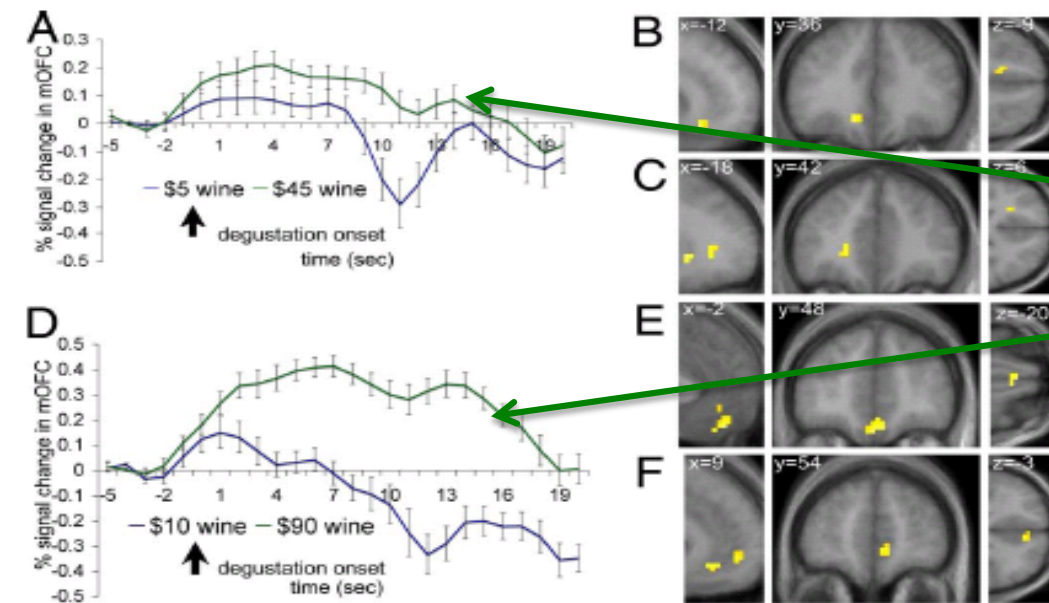 A
% signal change in mOFC
0.3
0.2
0.1
0
-0.1
-0.2
-0.3
-0.4
-0.5
-5 -2 1 4 7 10 13 16 19
$5 wine $45 wine
degustation onset
time (sec)
B
x=-12 y=36 z=-9
C
x=-18 y=42 z=6
D
% signal change in mOFC
0.5
0.4
0.3
0.2
0.1
0
-0.1
-0.2
-0.3
-0.4
-0.5
-5 -2 1 4 7 10 13 16 19
$10 wine $90 wine
degustation onset
time (sec)
E
x=-2 y=48 z=-20
F
x=9 y=54 z=-3